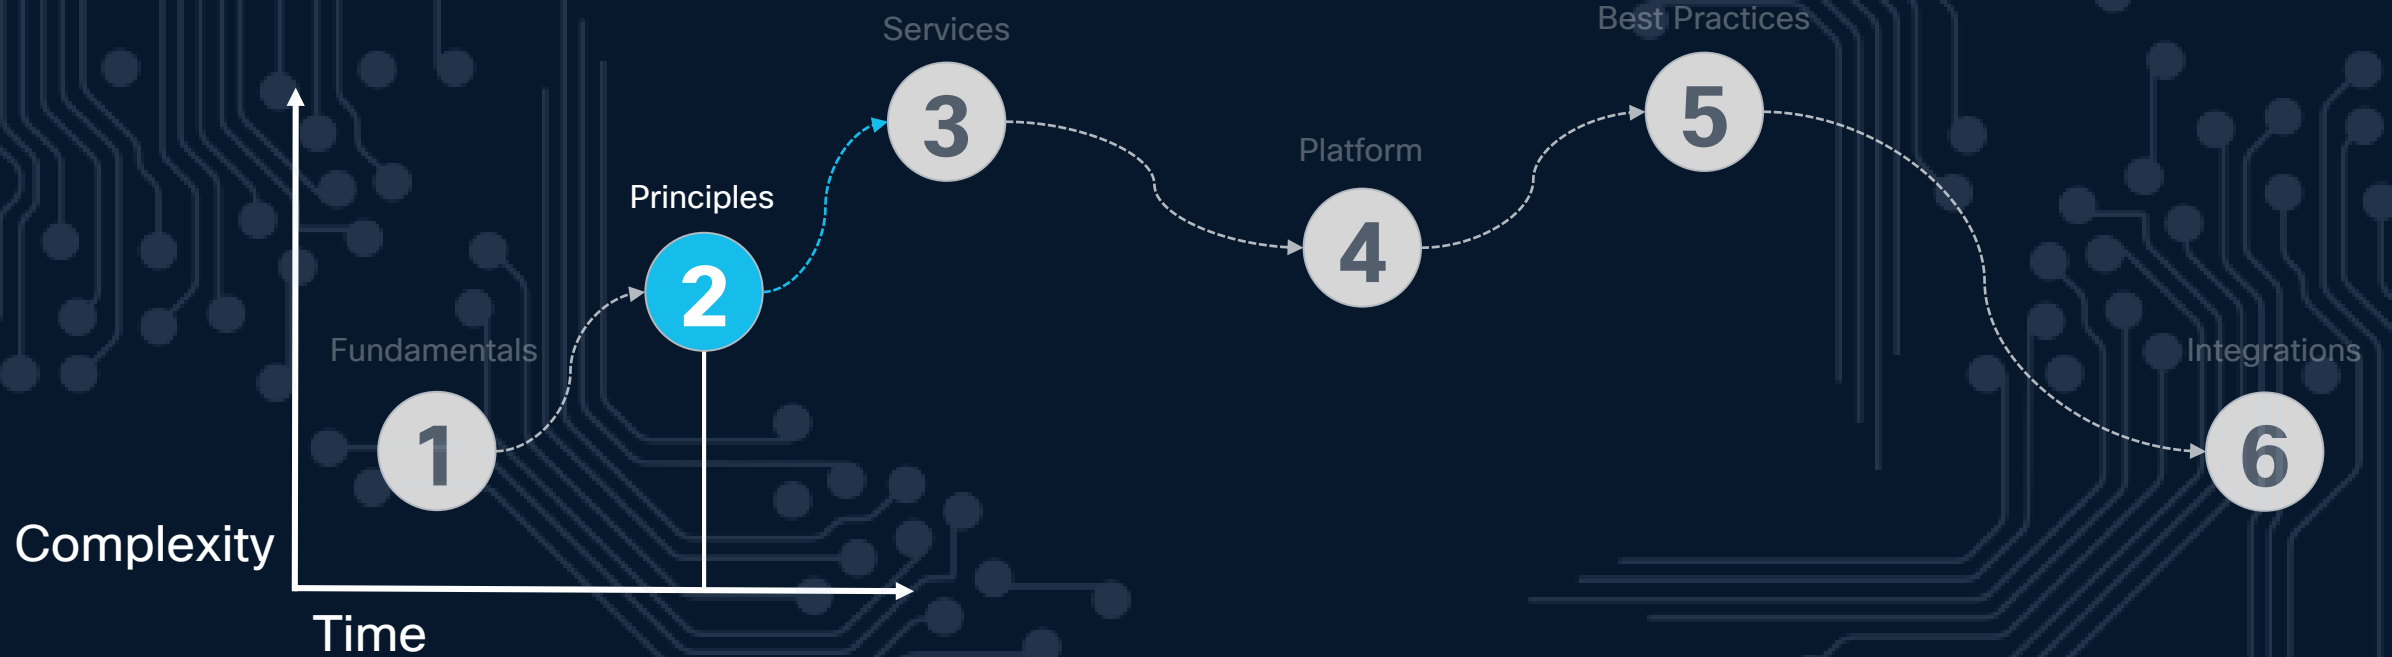 Best Practices
5
Services
3
Platform
4
Principles
2
Fundamentals
1
Integrations
6
Complexity
Time